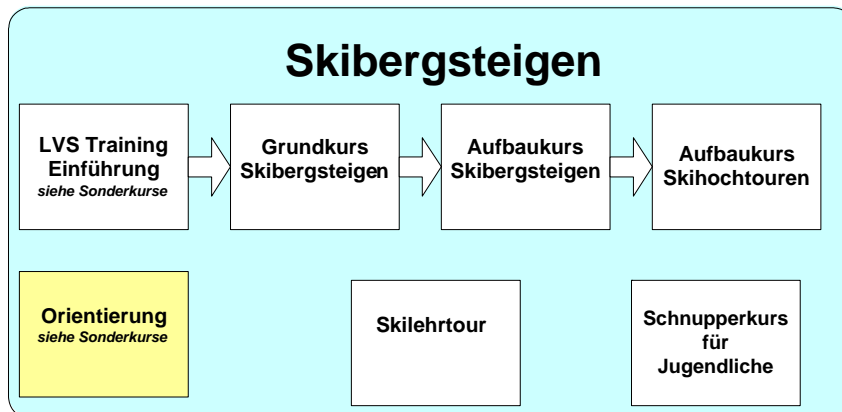 Skibergsteigen
LVS Training
Einführung
siehe Sonderkurse
Grundkurs
Skibergsteigen
Aufbaukurs
Skibergsteigen
Aufbaukurs
Skihochtouren
Orientierung
siehe Sonderkurse
Skilehrtour
Schnupperkurs
für
Jugendliche